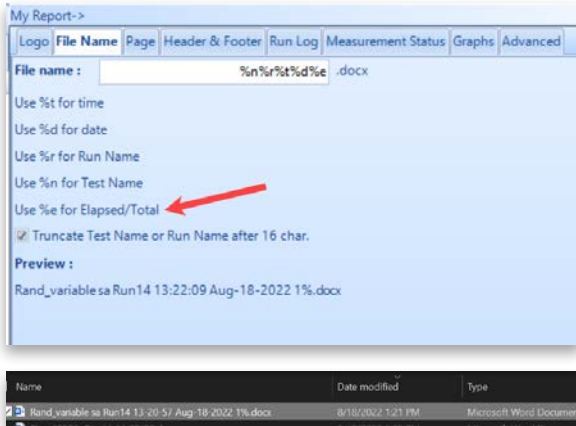 My Report->
Logo File Name Page Header & Footer Run Log Measurement Status Graphs Advanced
File name : %n%r%t%d%e .docx
Use %t for time
Use %d for date
Use %r for Run Name
Use %n for Test Name
Use %e for Elapsed/Total
Truncate Test Name or Run Name after 16 char.
Preview :
Rand_variable sa Run14 13:22:09 Aug-18-2022 1%.docx
Name Date modified Type
Rand_variable sa Run14 13-20-57 Aug-18-2022 1%.docx 8/18/2022 1:21 PM Microsoft Word Documen